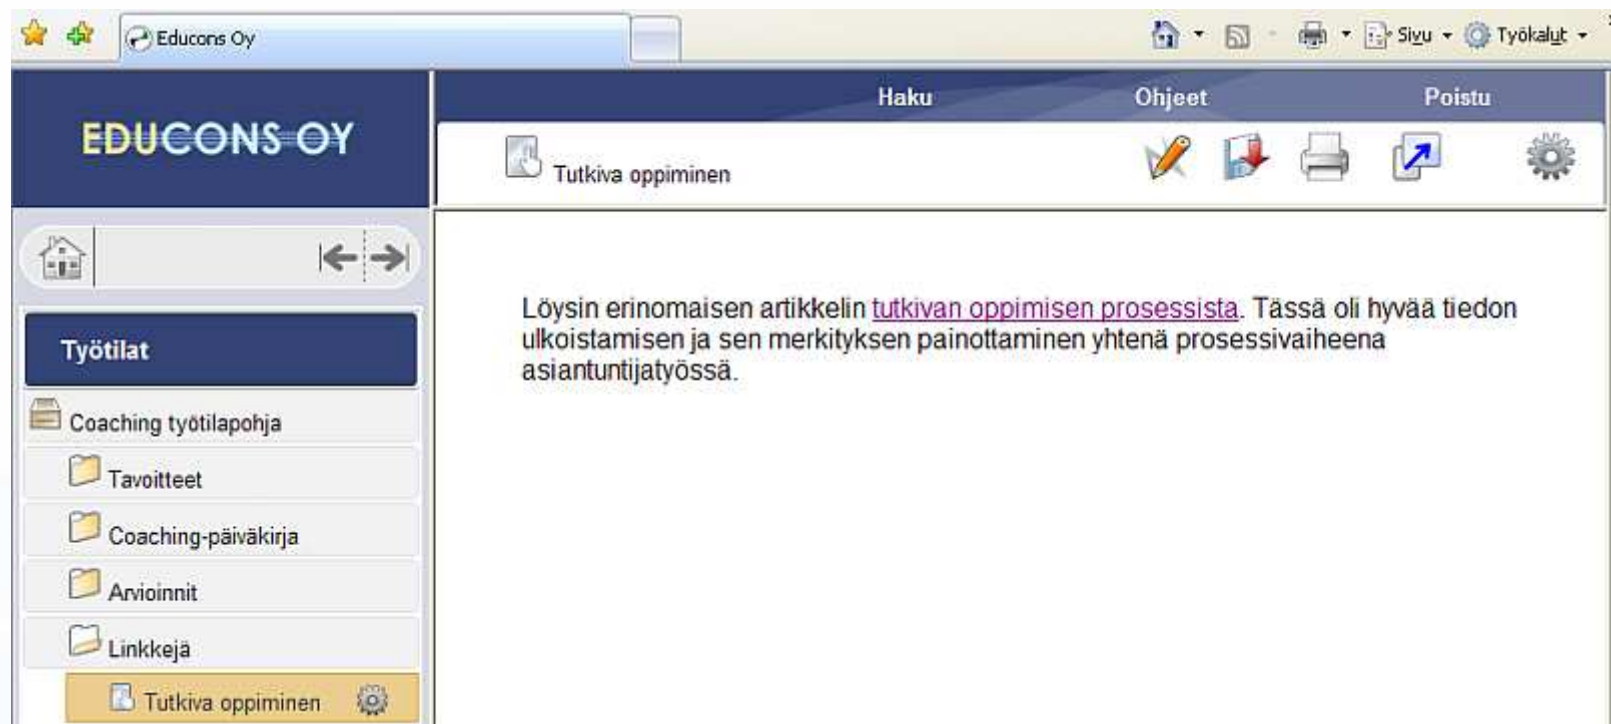 Educons Oy
Sivu
Työkalut
EDUCONS OY
Haku
Ohjeet
Poistu
Tutkiva oppiminen
Löysin erinomaisen artikkelin tutkivan oppimisen prosessista. Tässä oli hyvää tiedon
ulkoistamisen ja sen merkityksen painottaminen yhtenä prosessivaiheena
asiantuntijatyössä.
Työtilat
Coaching työtilapohja
Tavoitteet
Coaching-päiväkirja
Arvioinnit
Linkkejä
Tutkiva oppiminen